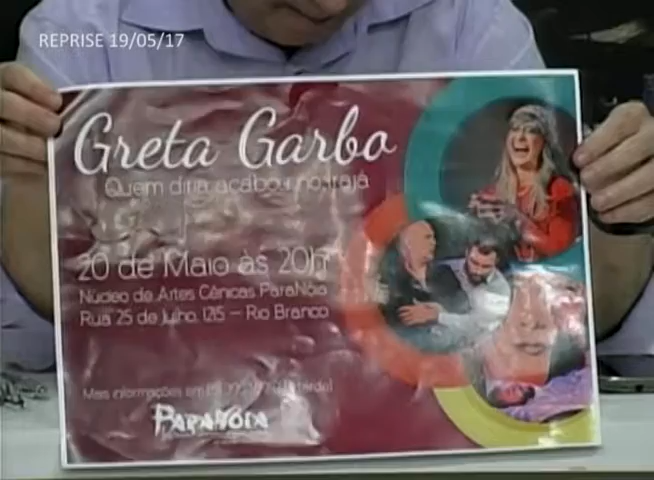 REPRISE 19/05/17
Greta Garbo
Quem diria acabou no Irajá
20 de Maio às 20h
Núcleo de Artes Cênicas ParaNóia
Rua 25 de Julho, 1215 – Rio Branco
Mais informações em
PARANÓIA